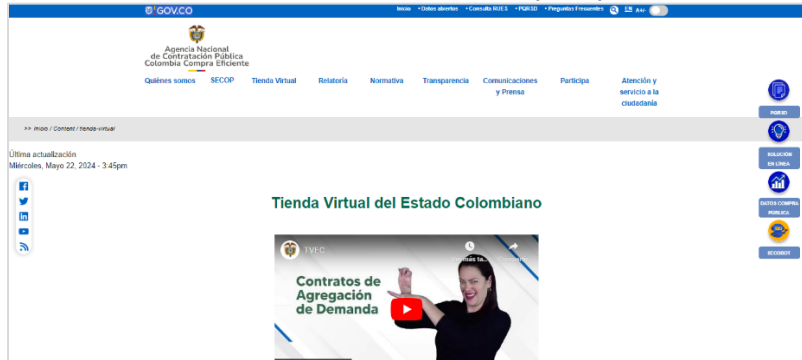 GOV.CO
Inicio • Datos abiertos • Consulta RUES • PQRSD • Preguntas Frecuentes
Agencia Nacional
de Contratación Pública
Colombia Compra Eficiente
Quiénes somos SECOP Tienda Virtual Relatoría Normativa Transparencia Comunicaciones y Prensa Participa Atención y servicio a la ciudadanía
>> Inicio / Content / tienda-virtual
Última actualización
Miércoles, Mayo 22, 2024 - 3:45pm
PQRSD
SOLUCIÓN
EN LÍNEA
DATOS COMPRA
PÚBLICA
ECODBOT
Tienda Virtual del Estado Colombiano
TVEC
Contratos de
Agregación
de Demanda